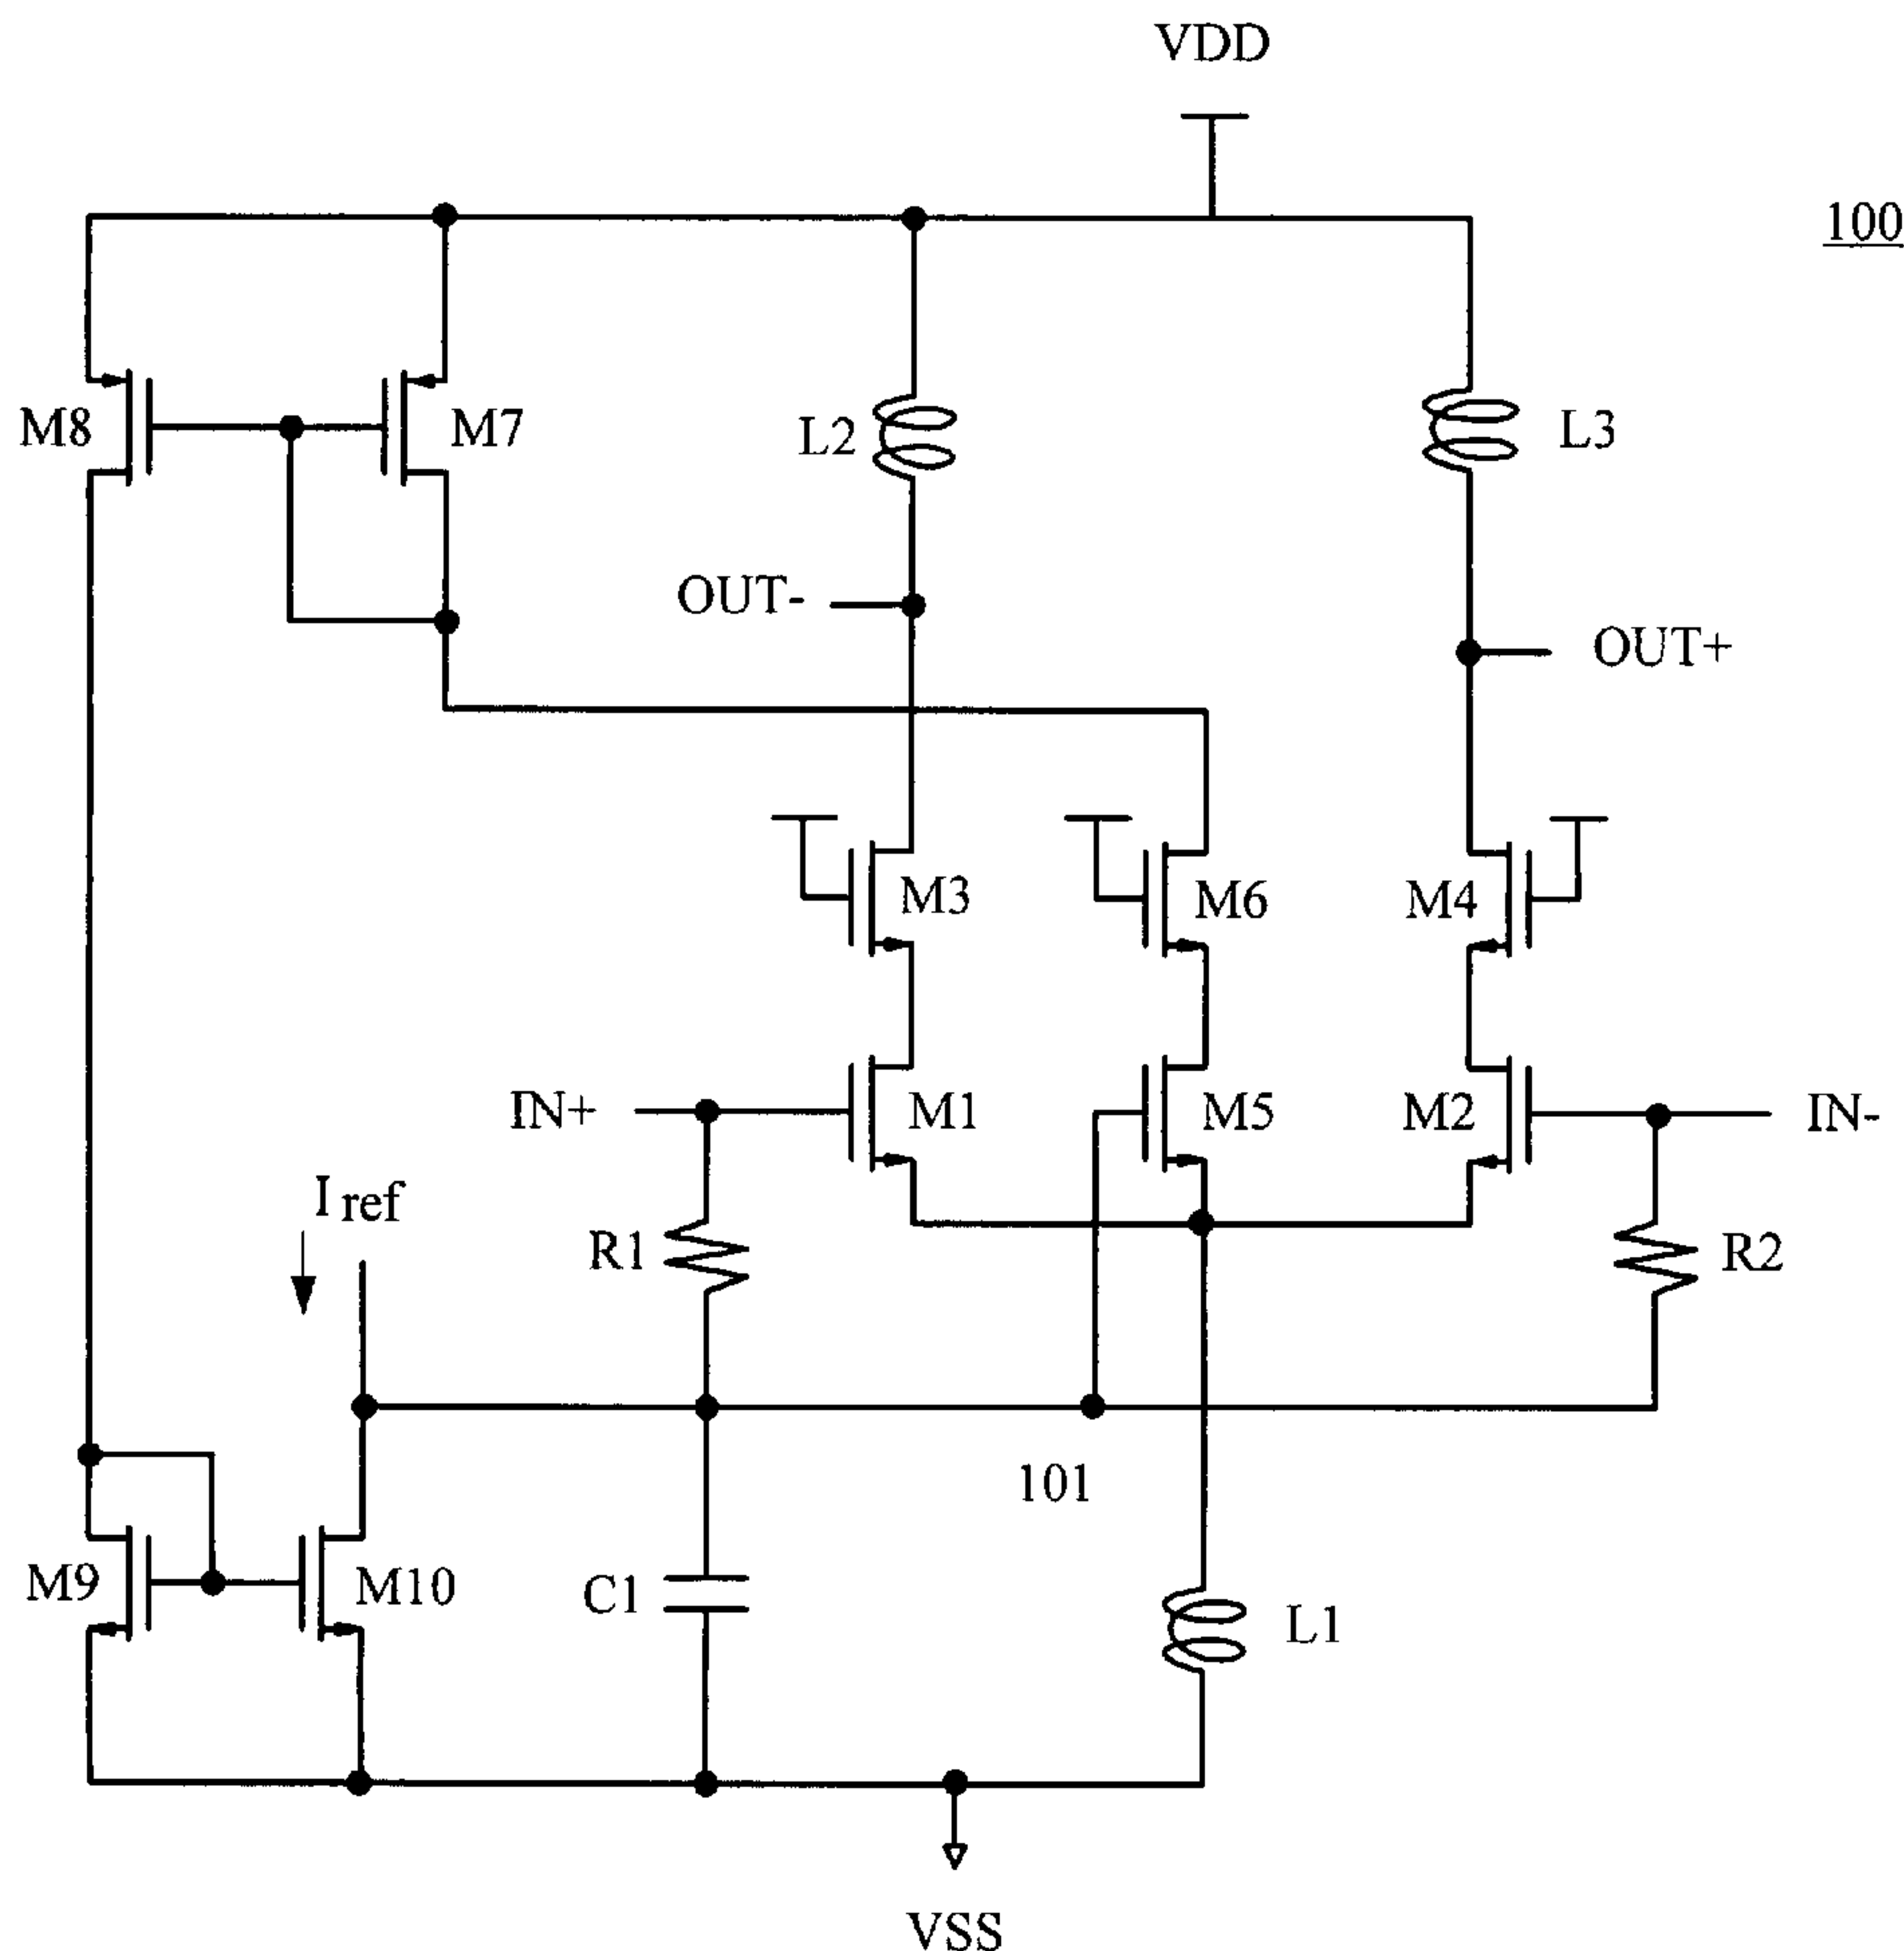 VDD
100
M8
M7
L2
L3
OUT-
OUT+
M3
M6
M4
IN+
M1
M5
M2
IN-
I ref
R1
R2
101
M9
M10
C1
L1
VSS